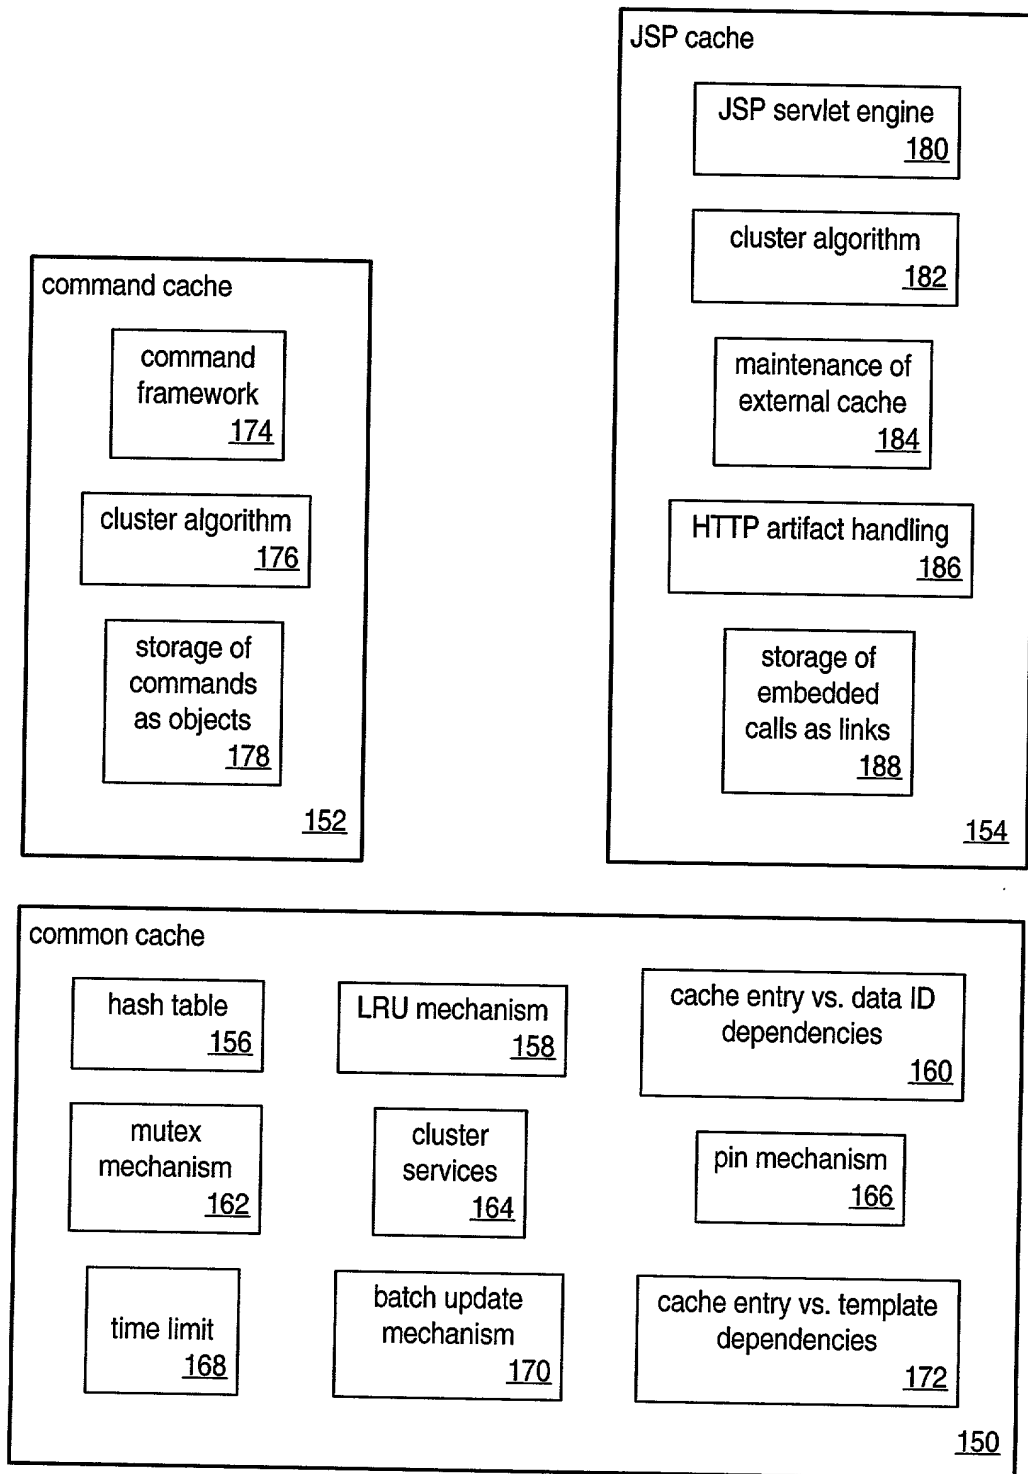 JSP cache
JSP servlet engine
180
cluster algorithm
182
maintenance of
external cache
184
HTTP artifact handling
186
storage of
embedded
calls as links
188
154
command cache
command
framework
174
cluster algorithm
176
storage of
commands
as objects
178
152
common cache
hash table
156
LRU mechanism
158
cache entry vs. data ID
dependencies
160
mutex
mechanism
162
cluster
services
164
pin mechanism
166
time limit
168
batch update
mechanism
170
cache entry vs. template
dependencies
172
150